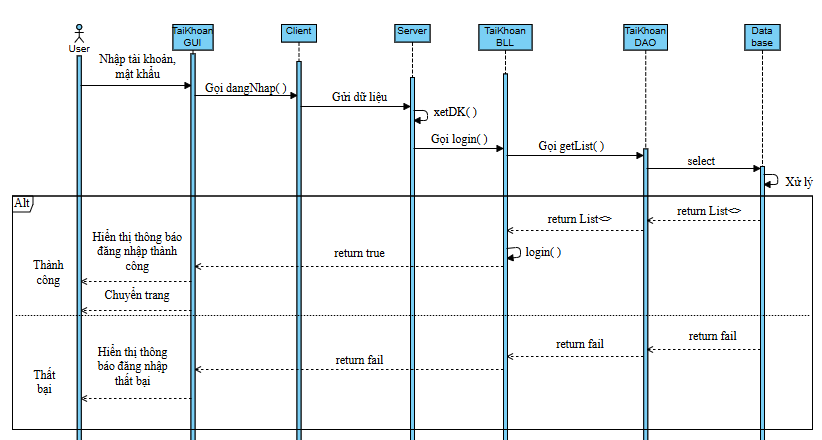 User
TaiKhoan
GUI
Client
Server
TaiKhoan
BLL
TaiKhoan
DAO
Data
base
Nhập tài khoản,
mật khẩu
Gọi dangNhap( )
Gửi dữ liệu
xetDK( )
Gọi login( )
Gọi getList( )
select
Xử lý
Alt
return List<>
return List<>
Hiển thị thông báo
đăng nhập thành
công
return true
login( )
Thành
công
Chuyển trang
return fail
return fail
return fail
Hiển thị thông
báo đăng nhập
thất bại
Thất
bại